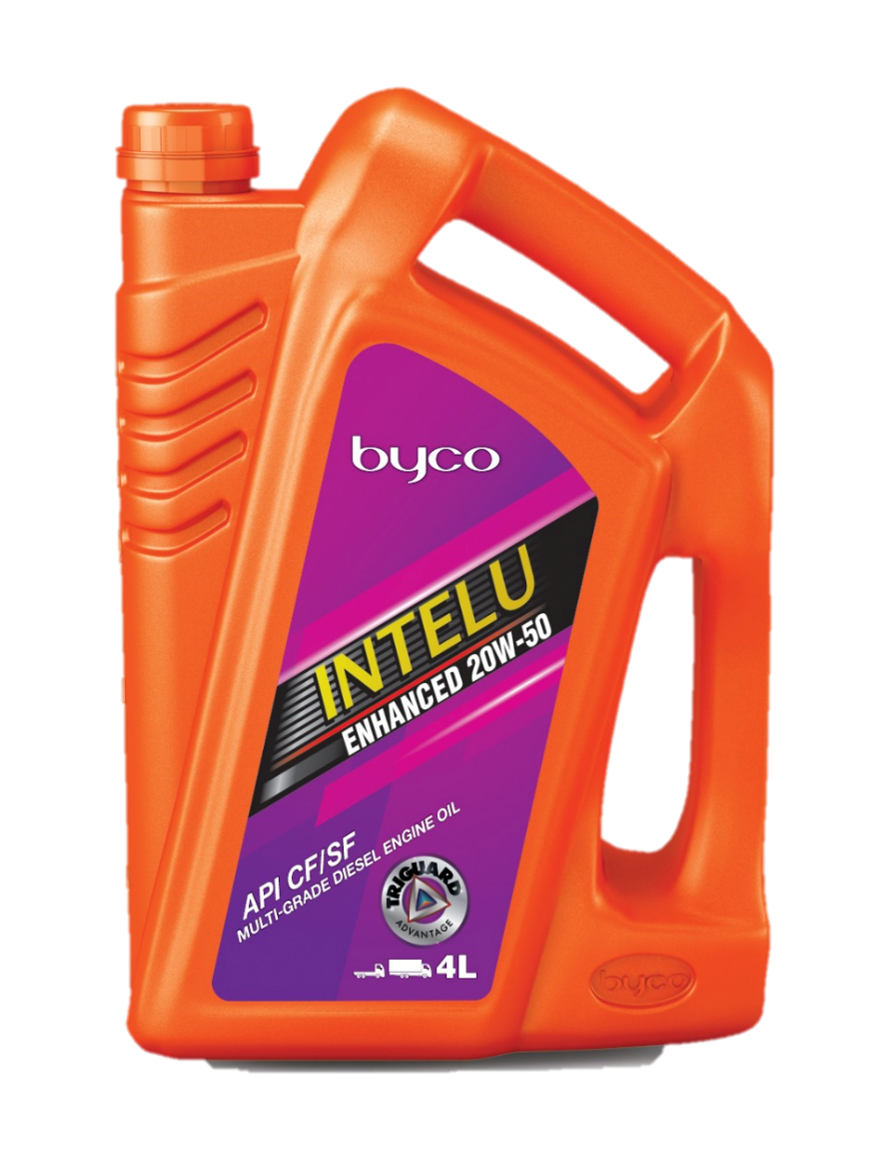 byco
INTELU
ENHANCED 20W-50
API CF/SF
MULTI-GRADE DIESEL ENGINE OIL
TRIGUARD
ADVANTAGE
4L
byco